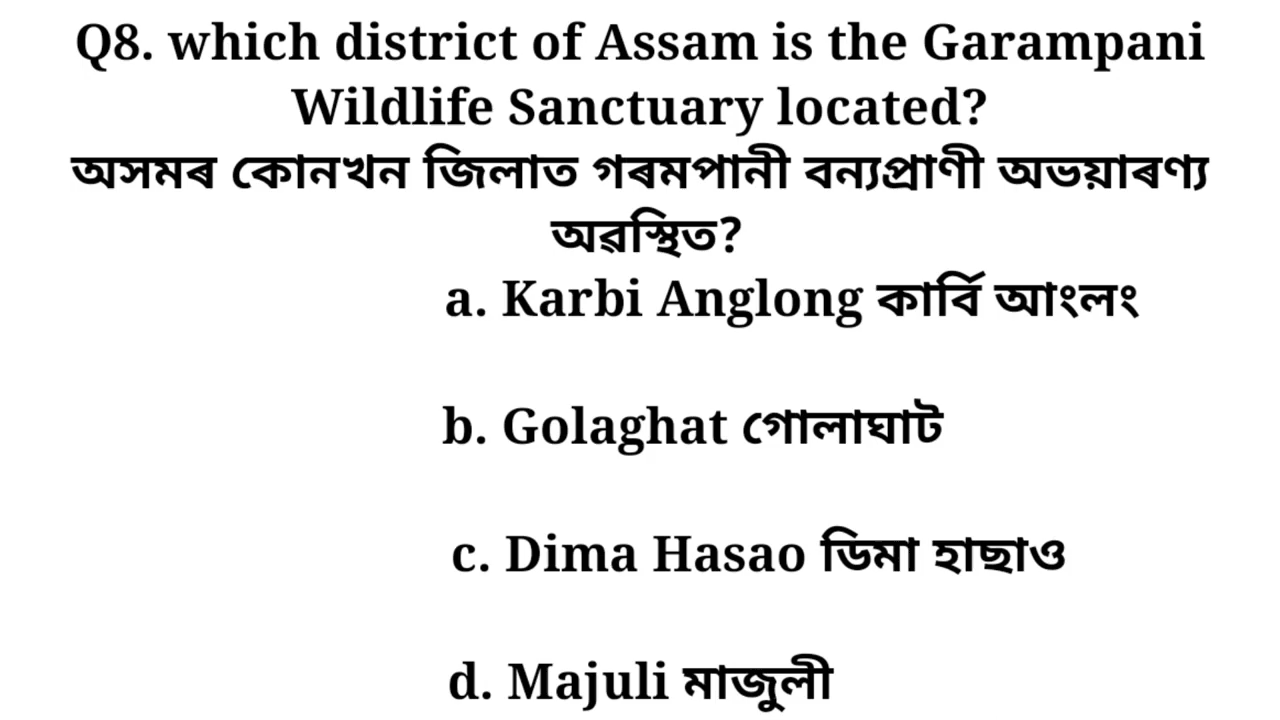 Q8. which district of Assam is the Garampani
Wildlife Sanctuary located?
অসমৰ কোনখন জিলাত গৰমপানী বন্যপ্ৰাণী অভয়াৰণ্য
অৱস্থিত?
a. Karbi Anglong কাৰ্বি আংলং
b. Golaghat গোলাঘাট
c. Dima Hasao ডিমা হাছাও
d. Majuli মাজুলী